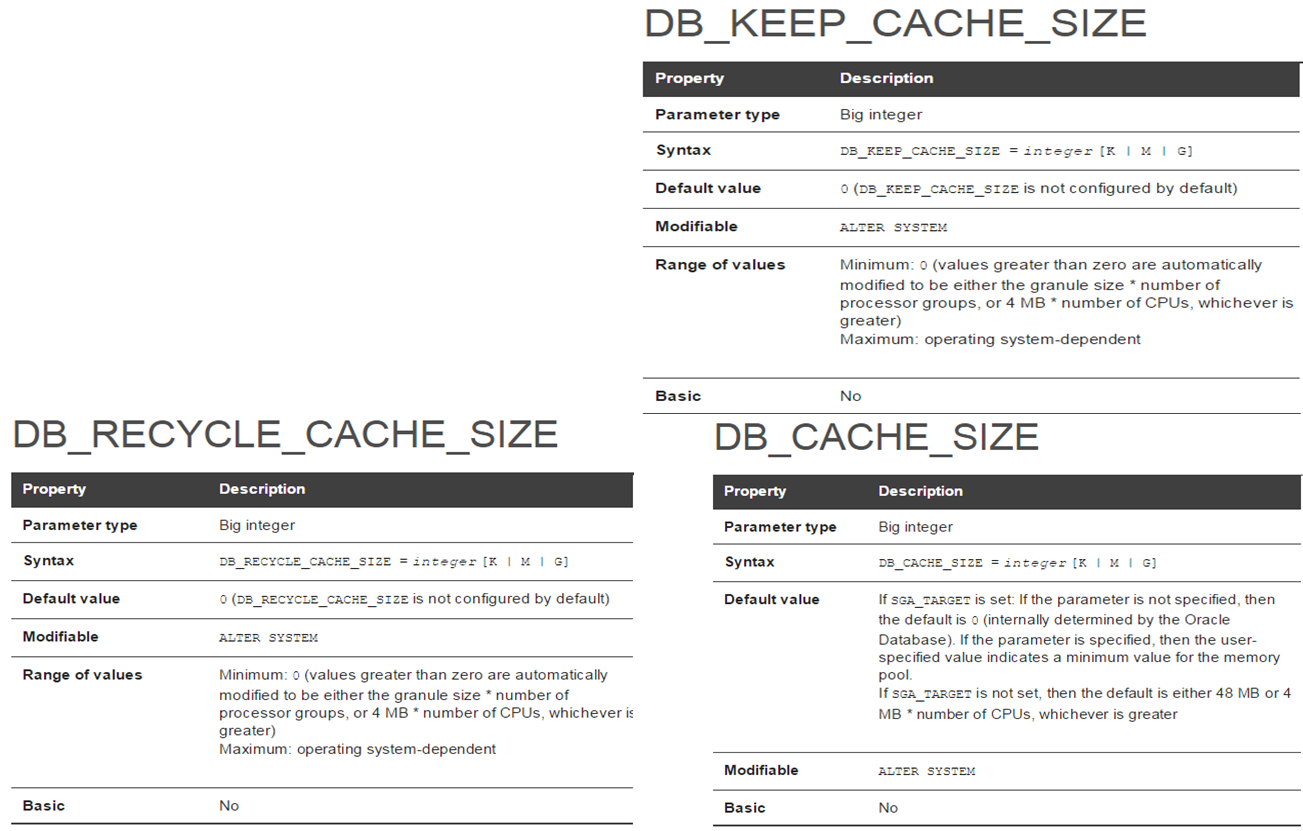 DB_KEEP_CACHE_SIZE
Property Description
Parameter type Big integer
Syntax DB_KEEP_CACHE_SIZE = integer [K | M | G]
Default value 0 (DB_KEEP_CACHE_SIZE is not configured by default)
Modifiable ALTER SYSTEM
Range of values Minimum: 0 (values greater than zero are automatically
modified to be either the granule size * number of
processor groups, or 4 MB * number of CPUs, whichever is
greater)
Maximum: operating system-dependent
Basic No
DB_RECYCLE_CACHE_SIZE
Property Description
Parameter type Big integer
Syntax DB_RECYCLE_CACHE_SIZE = integer [K | M | G]
Default value 0 (DB_RECYCLE_CACHE_SIZE is not configured by default)
Modifiable ALTER SYSTEM
Range of values Minimum: 0 (values greater than zero are automatically
modified to be either the granule size * number of
processor groups, or 4 MB * number of CPUs, whichever is
greater)
Maximum: operating system-dependent
Basic No
DB_CACHE_SIZE
Property Description
Parameter type Big integer
Syntax DB_CACHE_SIZE = integer [K | M | G]
Default value If SGA_TARGET is set: If the parameter is not specified, then
the default is 0 (internally determined by the Oracle
Database). If the parameter is specified, then the user-
specified value indicates a minimum value for the memory
pool.
If SGA_TARGET is not set, then the default is either 48 MB or 4
MB * number of CPUs, whichever is greater
Modifiable ALTER SYSTEM
Basic No